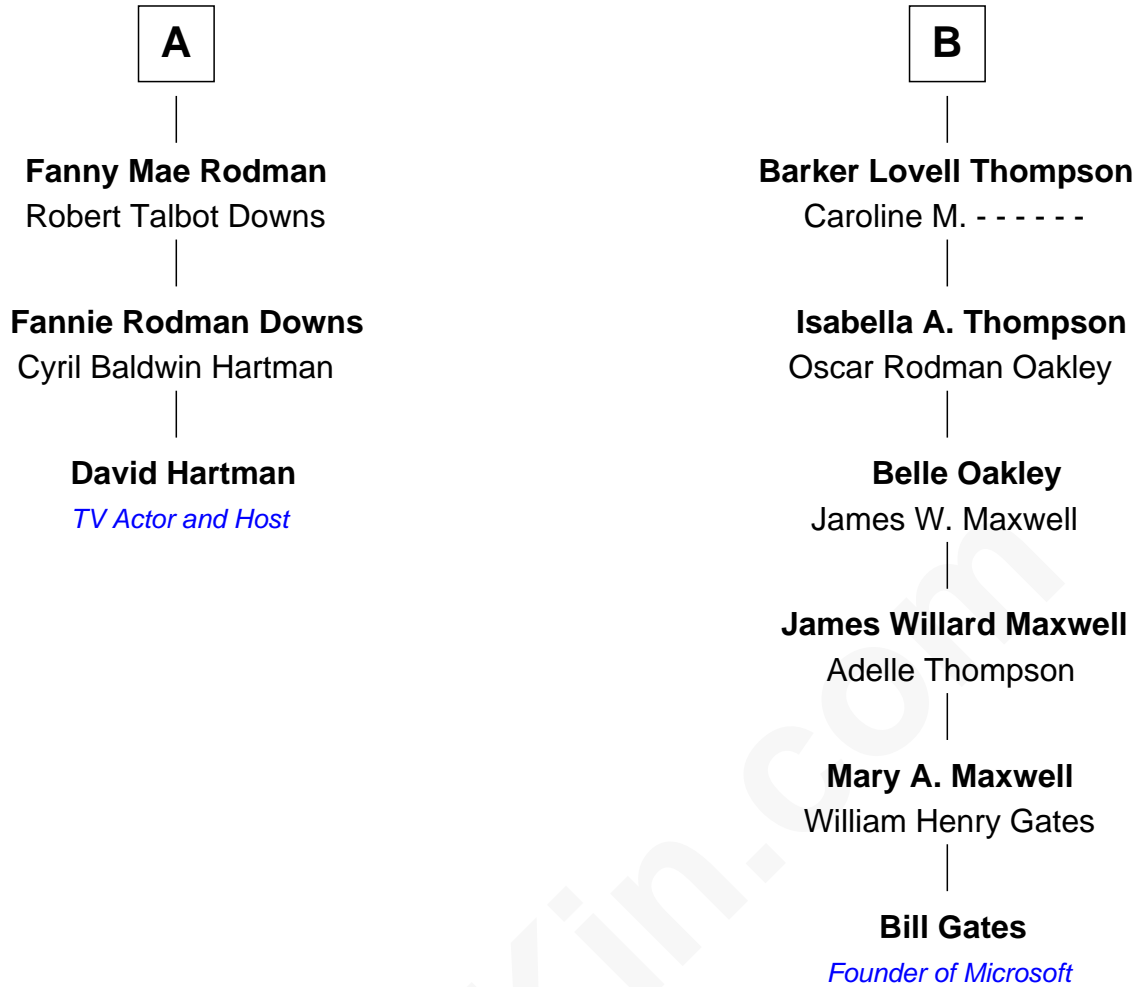 A
Fanny Mae Rodman
Robert Talbot Downs
Fannie Rodman Downs
Cyril Baldwin Hartman
David Hartman
TV Actor and Host
B
Barker Lovell Thompson
Caroline M. - - - - - -
Isabella A. Thompson
Oscar Rodman Oakley
Belle Oakley
James W. Maxwell
James Willard Maxwell
Adelle Thompson
Mary A. Maxwell
William Henry Gates
Bill Gates
Founder of Microsoft
Kin.com